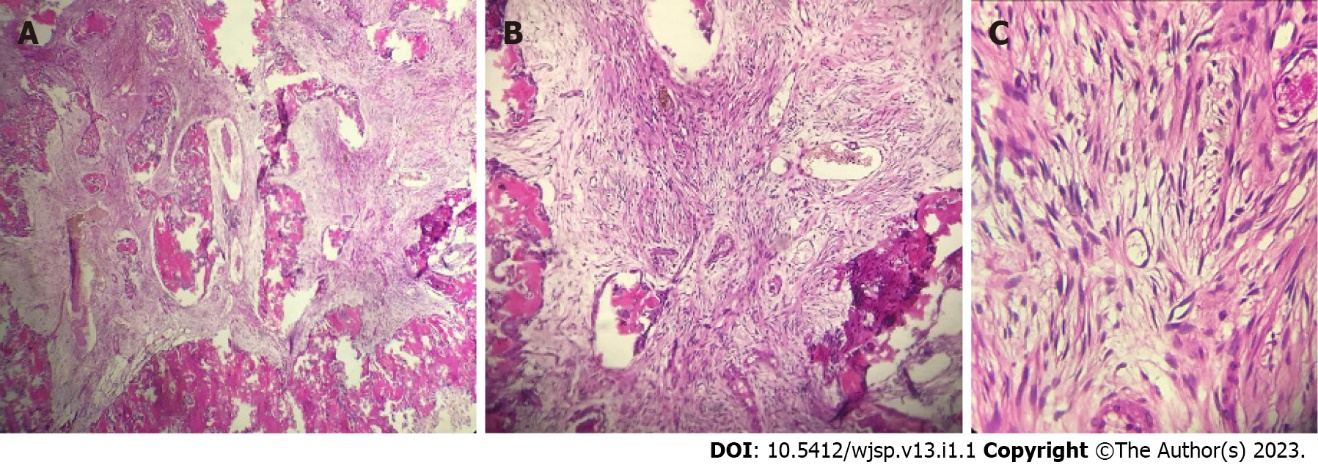 A B C
DOI: 10.5412/wjsp.v13.i1.1 Copyright ©The Author(s) 2023.